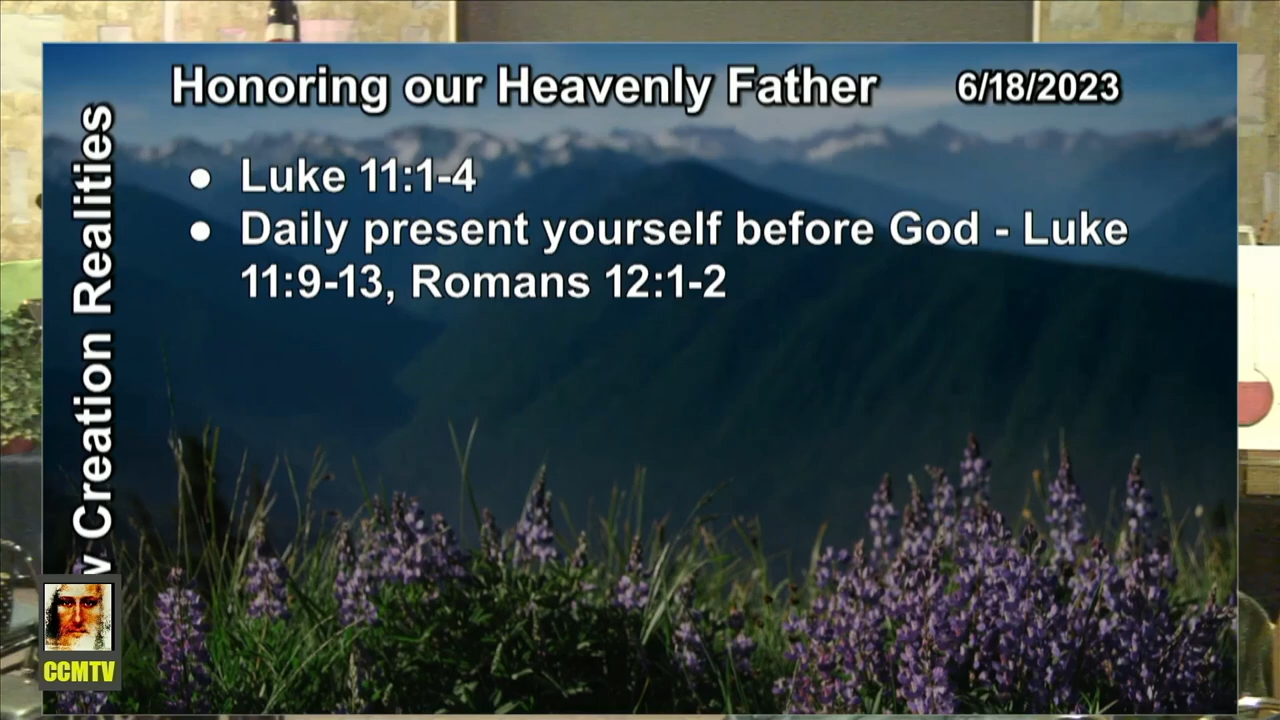 Honoring our Heavenly Father 6/18/2023
● Luke 11:1-4
● Daily present yourself before God - Luke
11:9-13, Romans 12:1-2
Creation Realities
CCMTV